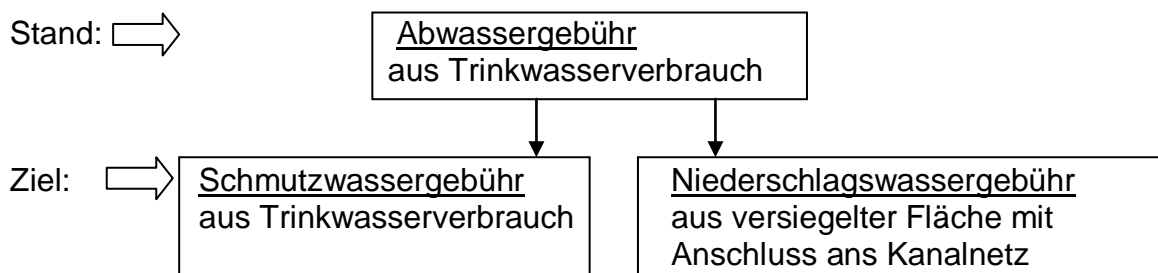 Stand:
Abwassergebühr
aus Trinkwasserverbrauch
Ziel:
Schmutzwassergebühr
aus Trinkwasserverbrauch
Niederschlagswassergebühr
aus versiegelter Fläche mit
Anschluss ans Kanalnetz